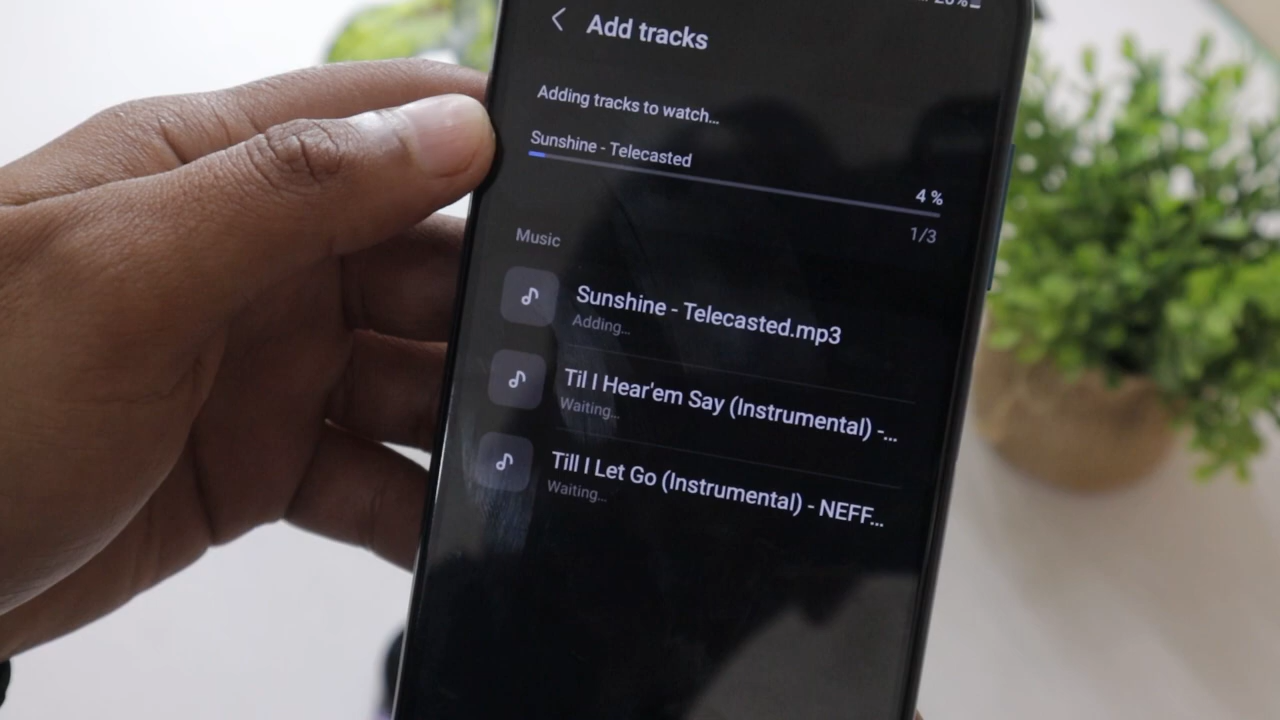 Add tracks
Adding tracks to watch...
Sunshine - Telecasted
4 %
1/3
Music
Sunshine - Telecasted.mp3
Adding...
Til I Hear'em Say (Instrumental) -...
Waiting...
Till I Let Go (Instrumental) - NEFF...
Waiting...